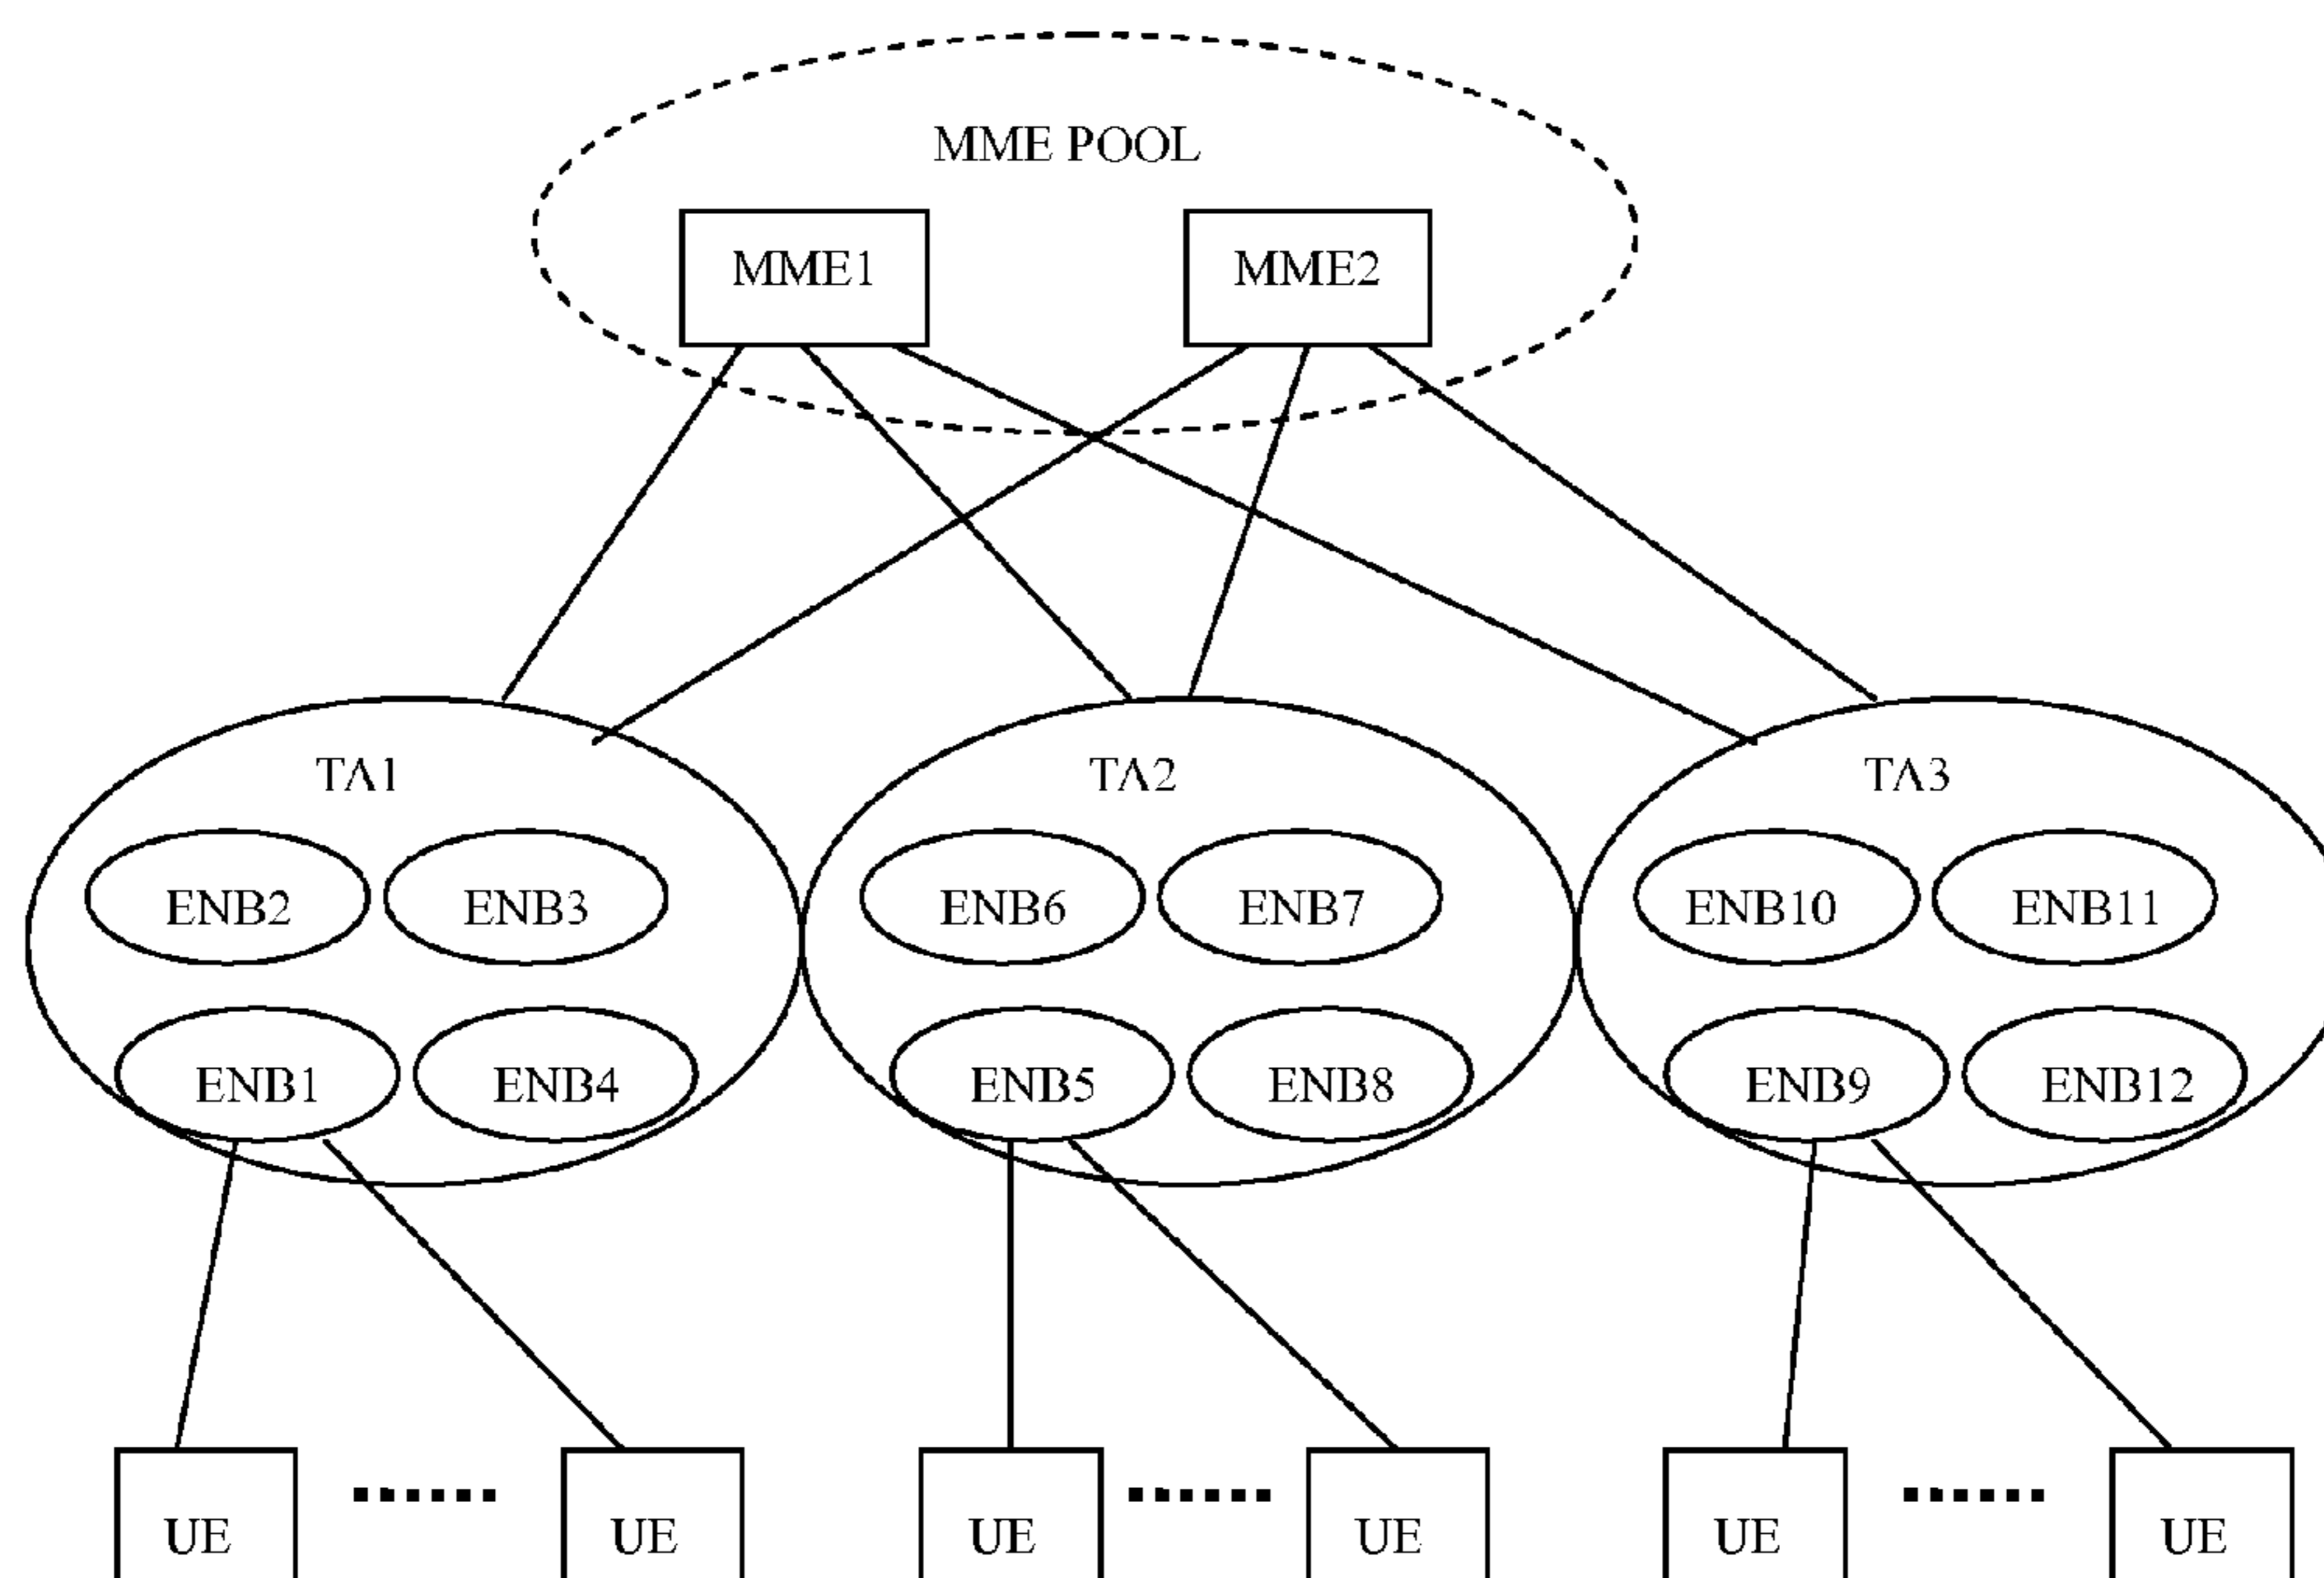 MME POOL
MME1 MME2
TA1 TA2 TA3
ENB2 ENB3 ENB6 ENB7 ENB10 ENB11
ENB1 ENB4 ENB5 ENB8 ENB9 ENB12
UE UE UE UE UE UE